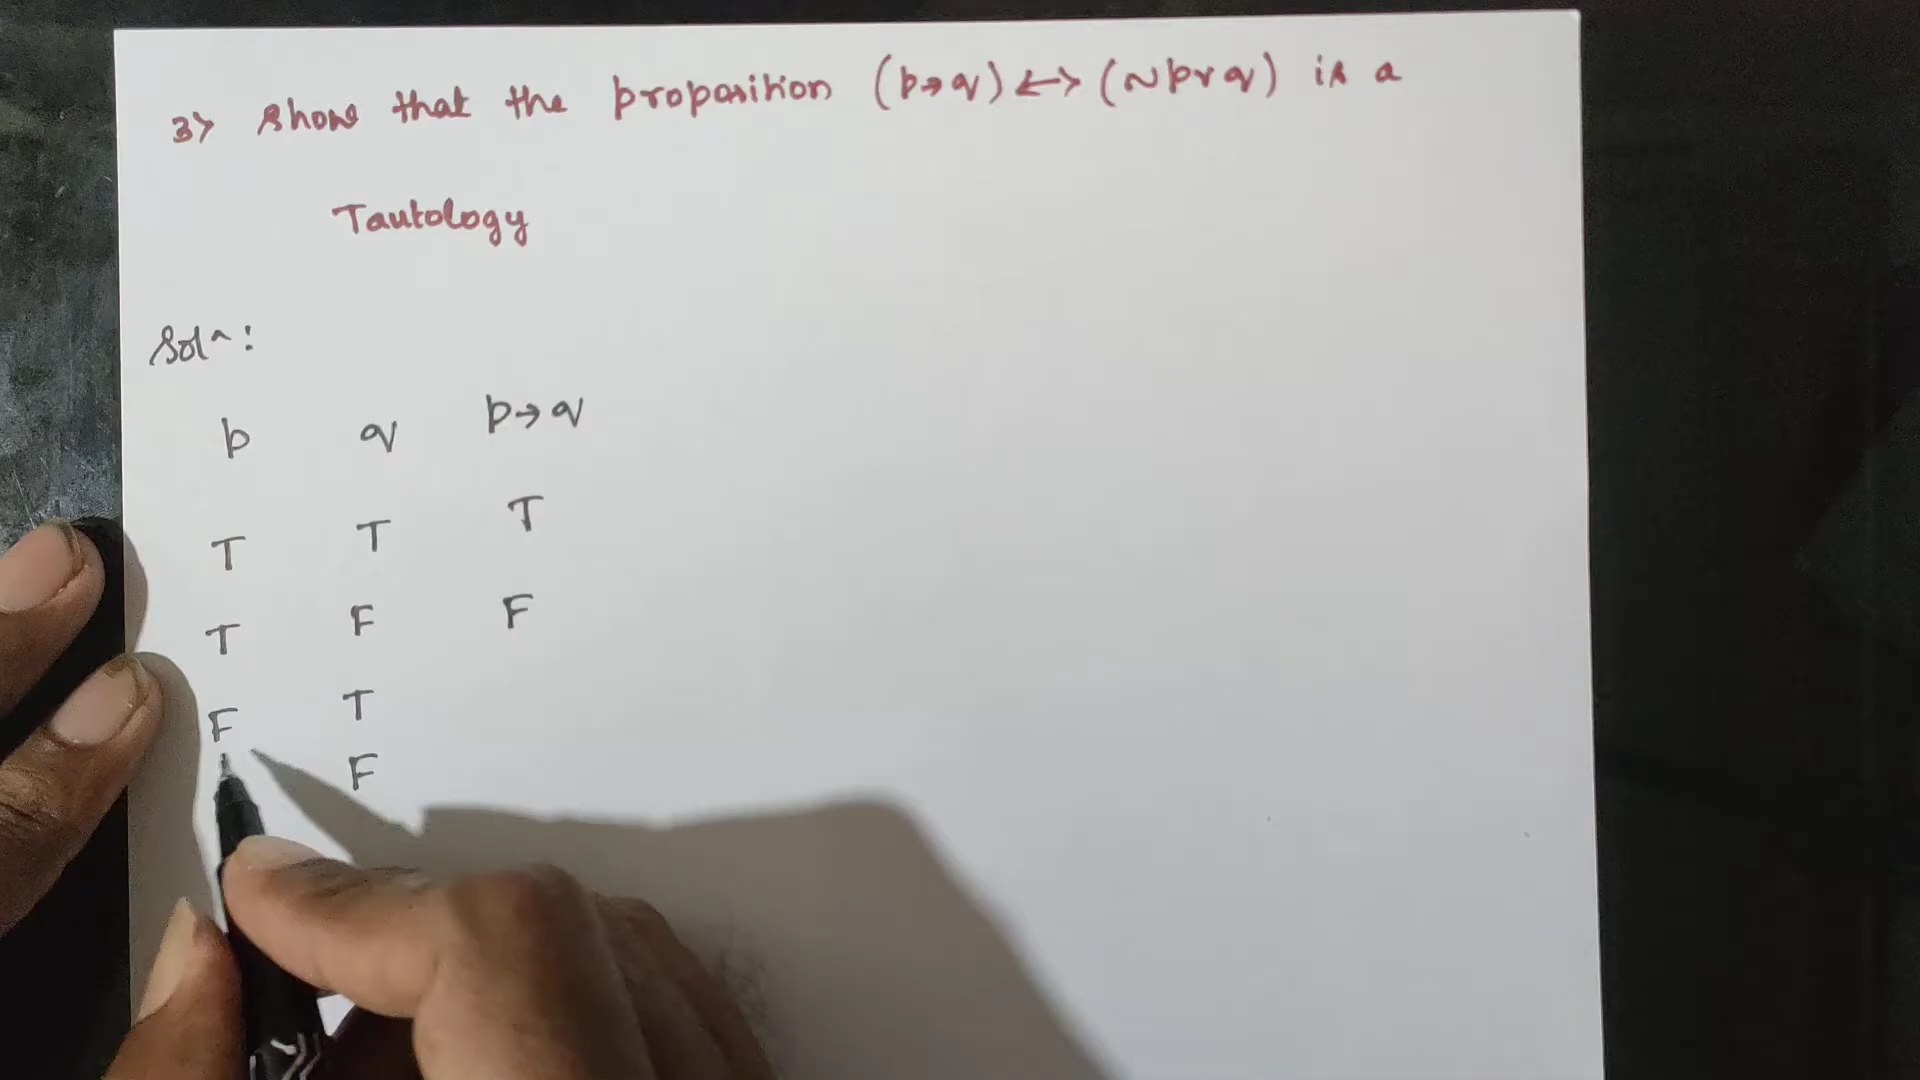 3> Show that the proposition (p→q)↔(~p∨q) is a
Tautology
Soln:
p q p→q
T T T
T F F
F T
F